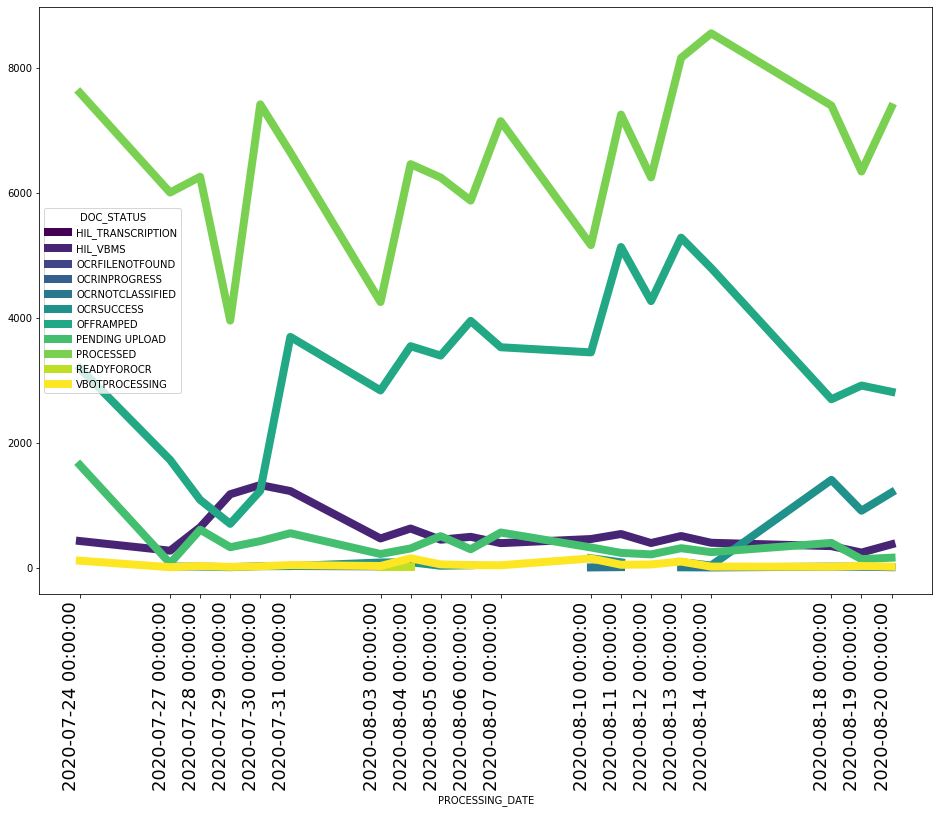 8000
6000
4000
2000
0
DOC_STATUS
HIL_TRANSCRIPTION
HIL_VBMS
OCRFILENOTFOUND
OCRINPROGRESS
OCRNOTCLASSIFIED
OCRSUCCESS
OFFRAMPED
PENDING UPLOAD
PROCESSED
READYFOROCR
VBOTPROCESSING
2020-07-24 00:00:00
2020-07-27 00:00:00
2020-07-28 00:00:00
2020-07-29 00:00:00
2020-07-30 00:00:00
2020-07-31 00:00:00
2020-08-03 00:00:00
2020-08-04 00:00:00
2020-08-05 00:00:00
2020-08-06 00:00:00
2020-08-07 00:00:00
2020-08-10 00:00:00
2020-08-11 00:00:00
2020-08-12 00:00:00
2020-08-13 00:00:00
2020-08-14 00:00:00
2020-08-18 00:00:00
2020-08-19 00:00:00
2020-08-20 00:00:00
PROCESSING_DATE